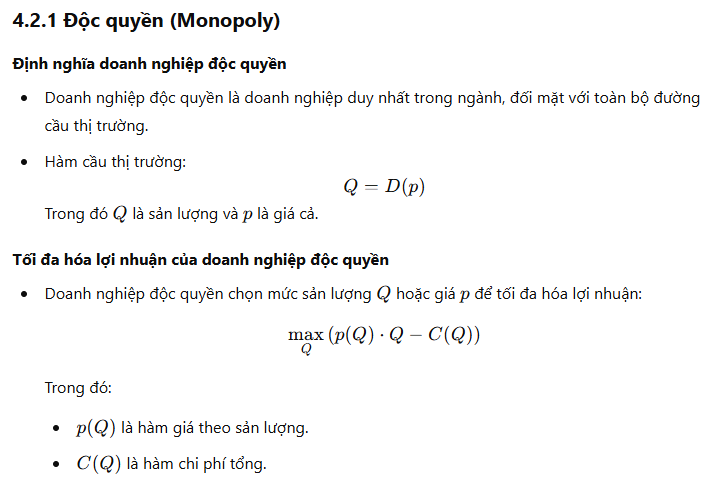 4.2.1 Độc quyền (Monopoly)
Định nghĩa doanh nghiệp độc quyền
• Doanh nghiệp độc quyền là doanh nghiệp duy nhất trong ngành, đối mặt với toàn bộ đường
cầu thị trường.
• Hàm cầu thị trường:
Q = D(p)
Trong đó Q là sản lượng và p là giá cả.
Tối đa hóa lợi nhuận của doanh nghiệp độc quyền
• Doanh nghiệp độc quyền chọn mức sản lượng Q hoặc giá p để tối đa hóa lợi nhuận:
max (p(Q) · Q − C(Q))
Q
Trong đó:
• p(Q) là hàm giá theo sản lượng.
• C(Q) là hàm chi phí tổng.